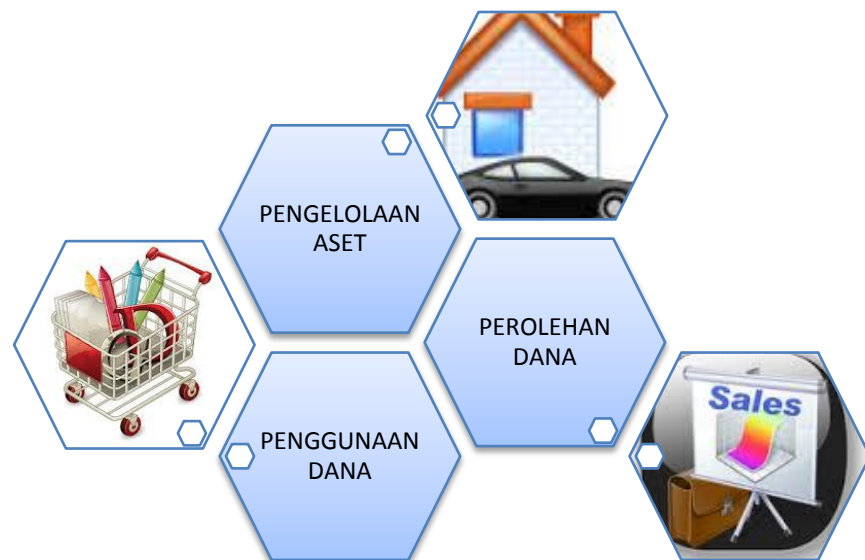 PENGELOLAAN
ASET
PEROLEHAN
DANA
PENGGUNAAN
DANA
Sales